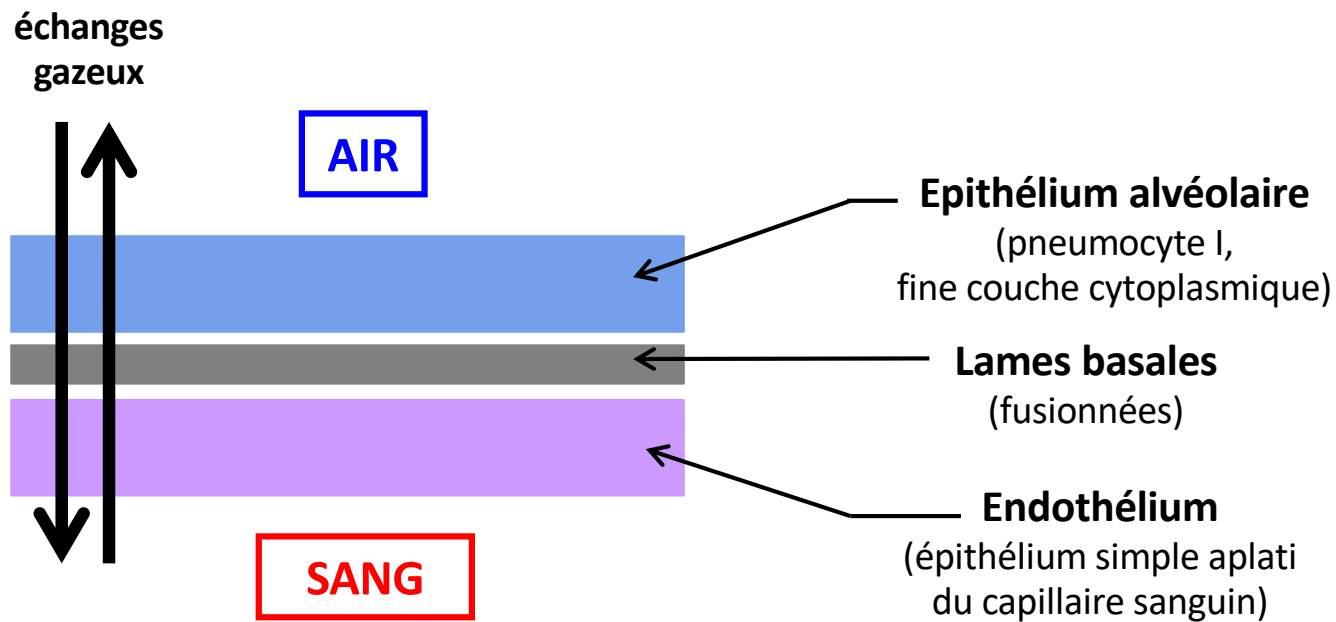 échanges
gazeux
AIR
Epithélium alvéolaire
(pneumocyte I,
fine couche cytoplasmique)
Lames basales
(fusionnées)
Endothélium
(épithélium simple aplati
du capillaire sanguin)
SANG